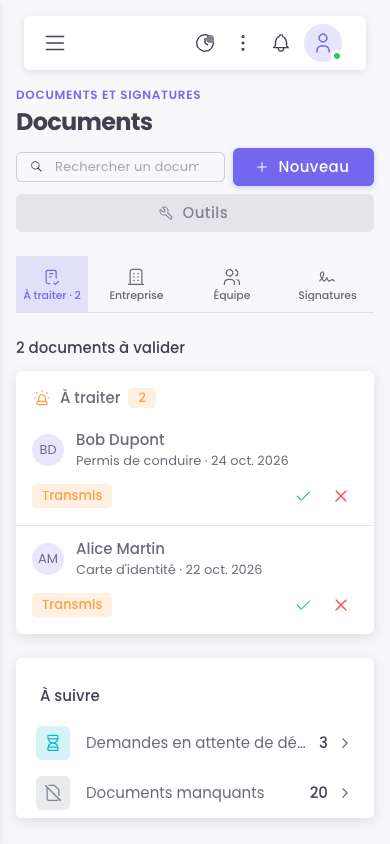 DOCUMENTS ET SIGNATURES
Documents
Rechercher un docum
+ Nouveau
Outils
À traiter · 2
Entreprise
Équipe
Signatures
2 documents à valider
À traiter 2
BD
Bob Dupont
Permis de conduire · 24 oct. 2026
Transmis
AM
Alice Martin
Carte d'identité · 22 oct. 2026
Transmis
À suivre
Demandes en attente de dé... 3
Documents manquants 20